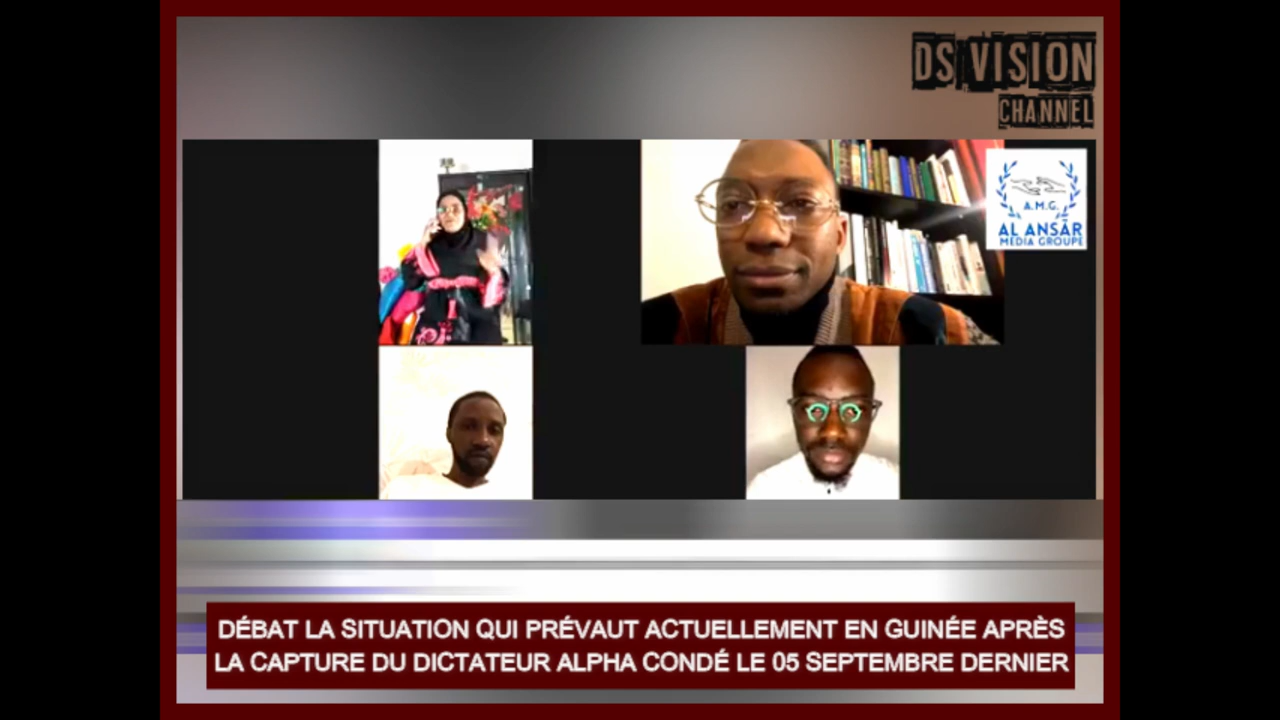 DS VISION
CHANNEL
A.M.G.
AL ANSĀR
MEDIA GROUPE
DÉBAT LA SITUATION QUI PRÉVAUT ACTUELLEMENT EN GUINÉE APRÈS
LA CAPTURE DU DICTATEUR ALPHA CONDÉ LE 05 SEPTEMBRE DERNIER